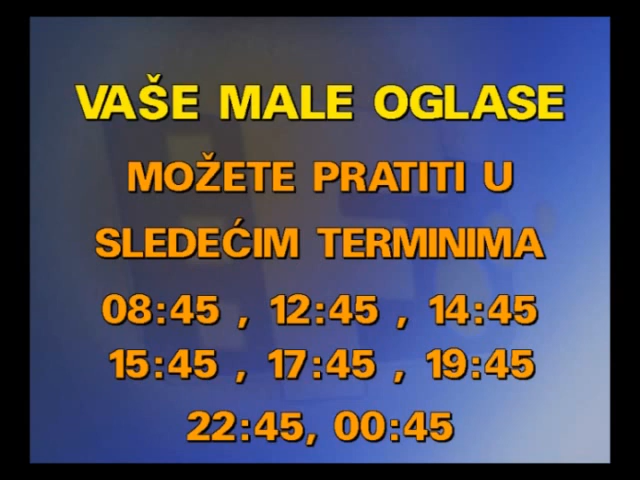 VAŠE MALE OGLASE
MOŽETE PRATITI U
SLEDEĆIM TERMINIMA
08:45 , 12:45 , 14:45
15:45 , 17:45 , 19:45
22:45, 00:45